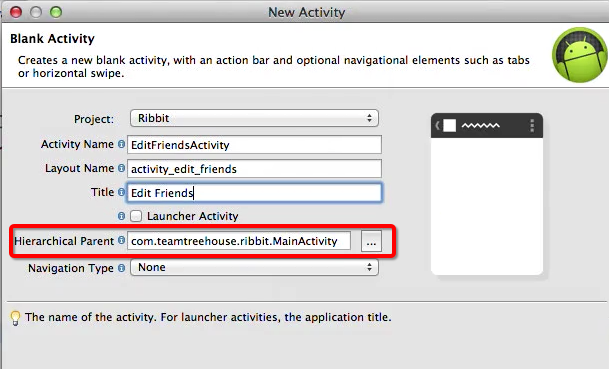 New Activity
Blank Activity
Creates a new blank activity, with an action bar and optional navigational elements such as tabs
or horizontal swipe.
Project: Ribbit
Activity Name EditFriendsActivity
Layout Name activity_edit_friends
Title Edit Friends
Launcher Activity
Hierarchical Parent com.teamtreehouse.ribbit.MainActivity ...
Navigation Type None
The name of the activity. For launcher activities, the application title.